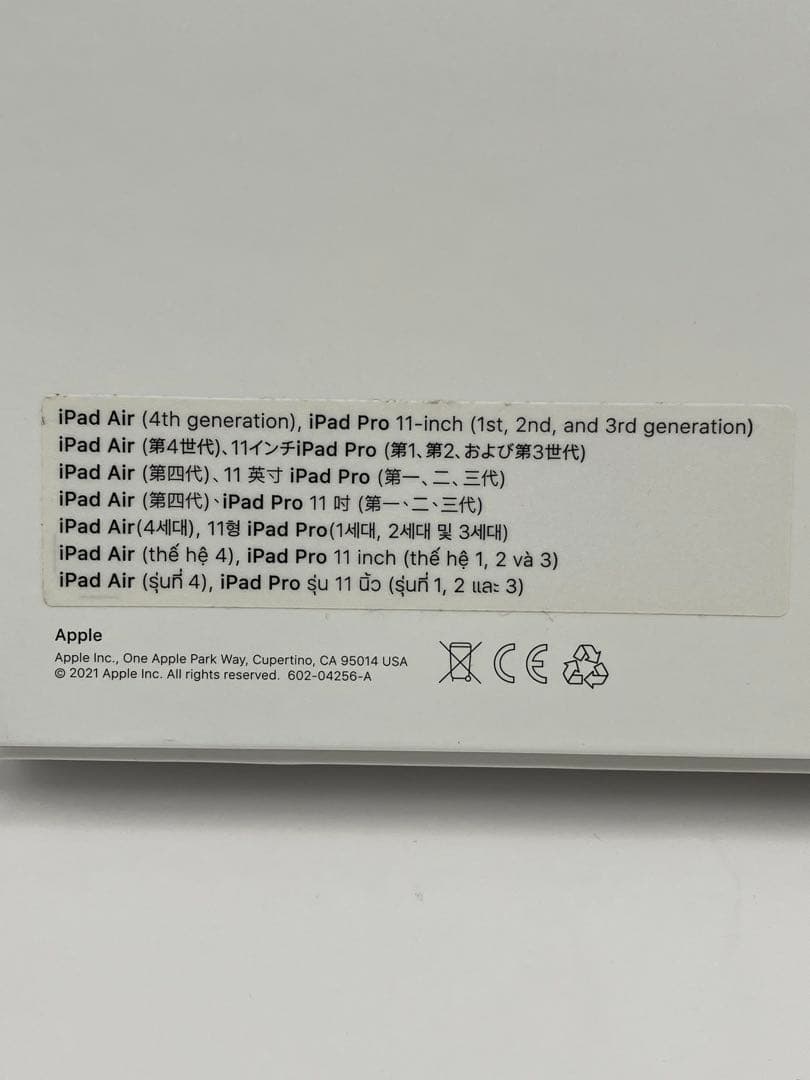 iPad Air (4th generation), iPad Pro 11-inch (1st, 2nd, and 3rd generation)
iPad Air (第4世代)、11インチiPad Pro (第1、第2、および第3世代)
iPad Air (第四代)、11 英寸 iPad Pro (第一、二、三代)
iPad Air (第四代)、iPad Pro 11 吋 (第一、二、三代)
iPad Air(4세대), 11형 iPad Pro(1세대, 2세대 및 3세대)
iPad Air (thế hệ 4), iPad Pro 11 inch (thế hệ 1, 2 và 3)
iPad Air (รุ่นที่ 4), iPad Pro รุ่น 11 นิ้ว (รุ่นที่ 1, 2 และ 3)
Apple
Apple Inc., One Apple Park Way, Cupertino, CA 95014 USA
© 2021 Apple Inc. All rights reserved. 602-04256-A
CE